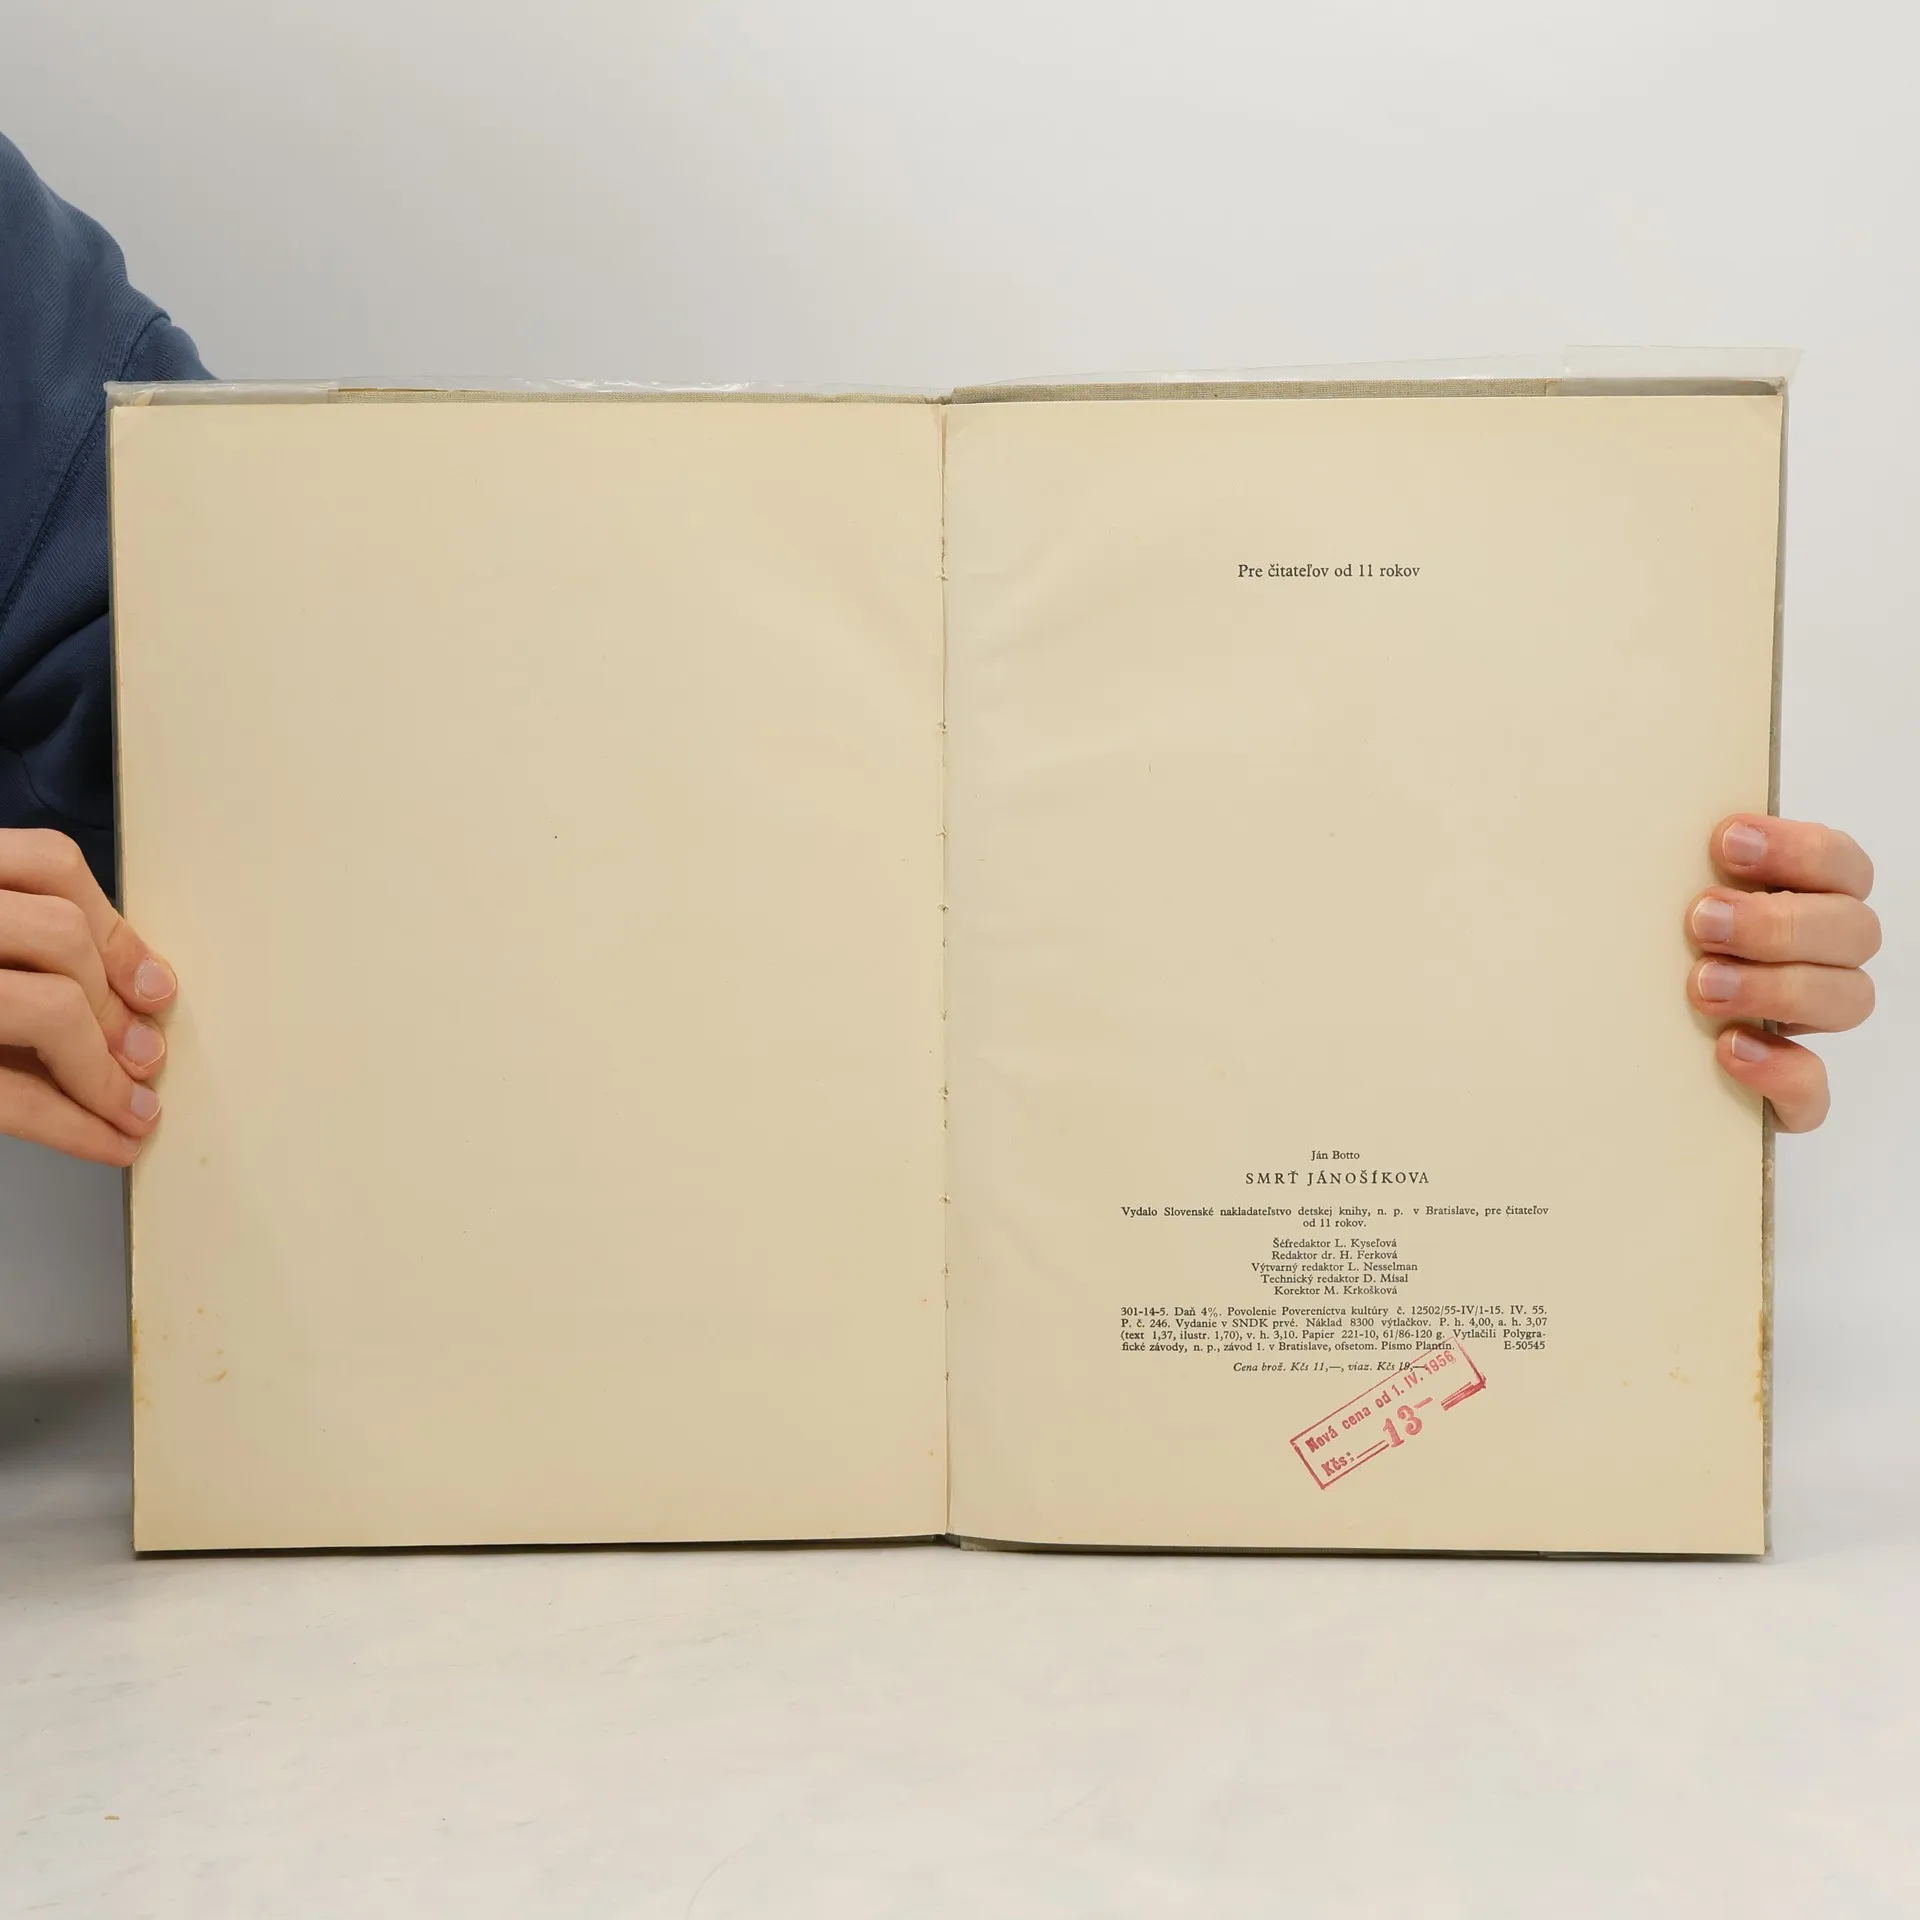 Pre čitateľov od 11 rokov
Ján Botto
SMRŤ JÁNOŠÍKOVA
Vydalo Slovenské nakladateľstvo detskej knihy, n. p. v Bratislave, pre čitateľov
od 11 rokov.
Šéfredaktor L. Kyseľová
Redaktor dr. H. Ferková
Výtvarný redaktor L. Nesselman
Technický redaktor D. Mísal
Korektor M. Krkošková
301-14-5. Daň 4%. Povolenie Povereníctva kultúry č. 12502/55-IV/1-15. IV. 55.
P. č. 246. Vydanie v SNDK prvé. Náklad 8300 výtlačkov. P. h. 4,00, a. h. 3,07
(text 1,37, ilustr. 1,70), v. h. 3,10. Papier 221-10, 61/86-120 g. Vytlačili Polygra-
fické závody, n. p., závod 1. v Bratislave, ofsetom. Písmo Plantin. E-50545
Cena brož. Kčs 11,—, viaz. Kčs 19,—
Nová cena od 1. IV. 1956
Kčs: 13—